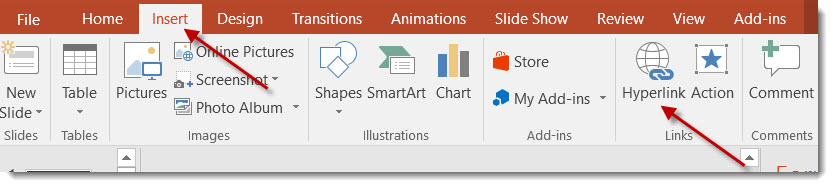 File Home Insert Design Transitions Animations Slide Show Review View Add-ins
New
Slide
Table
Pictures
Online Pictures
Screenshot
Photo Album
Shapes
SmartArt
Chart
Store
My Add-ins
Hyperlink
Action
Comment
Slides Tables Images Illustrations Add-ins Links Comments